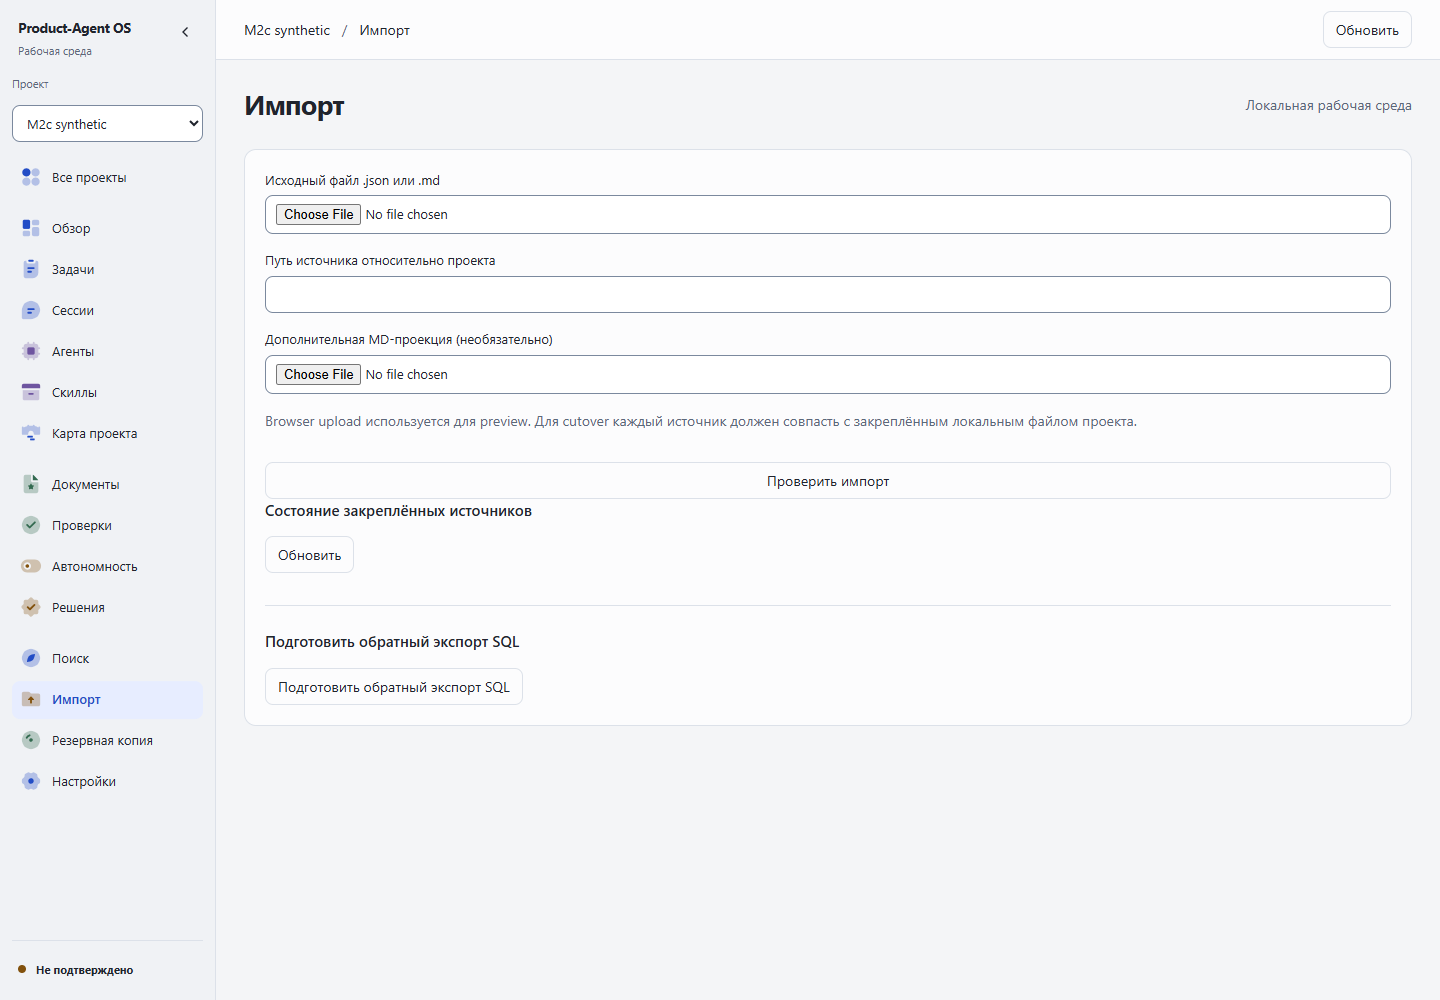 Product-Agent OS
Рабочая среда
Проект
M2c synthetic
Все проекты
Обзор
Задачи
Сессии
Агенты
Скиллы
Карта проекта
Документы
Проверки
Автономность
Решения
Поиск
Импорт
Резервная копия
Настройки
Не подтверждено
M2c synthetic / Импорт
Обновить
Импорт
Локальная рабочая среда
Исходный файл .json или .md
Choose File No file chosen
Путь источника относительно проекта
Дополнительная MD-проекция (необязательно)
Choose File No file chosen
Browser upload используется для preview. Для cutover каждый источник должен совпасть с закреплённым локальным файлом проекта.
Проверить импорт
Состояние закреплённых источников
Обновить
Подготовить обратный экспорт SQL
Подготовить обратный экспорт SQL